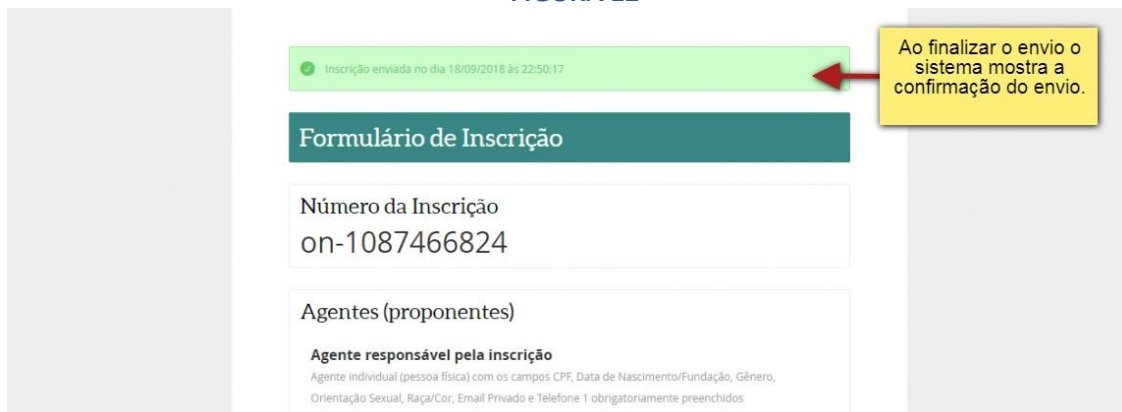 Inscrição enviada no dia 18/09/2018 às 22:50:17
Ao finalizar o envio o
sistema mostra a
confirmação do envio.
Formulário de Inscrição
Número da Inscrição
on-1087466824
Agentes (proponentes)
Agente responsável pela inscrição
Agente individual (pessoa física) com os campos CPF, Data de Nascimento/Fundação, Gênero,
Orientação Sexual, Raça/Cor, Email Privado e Telefone 1 obrigatoriamente preenchidos